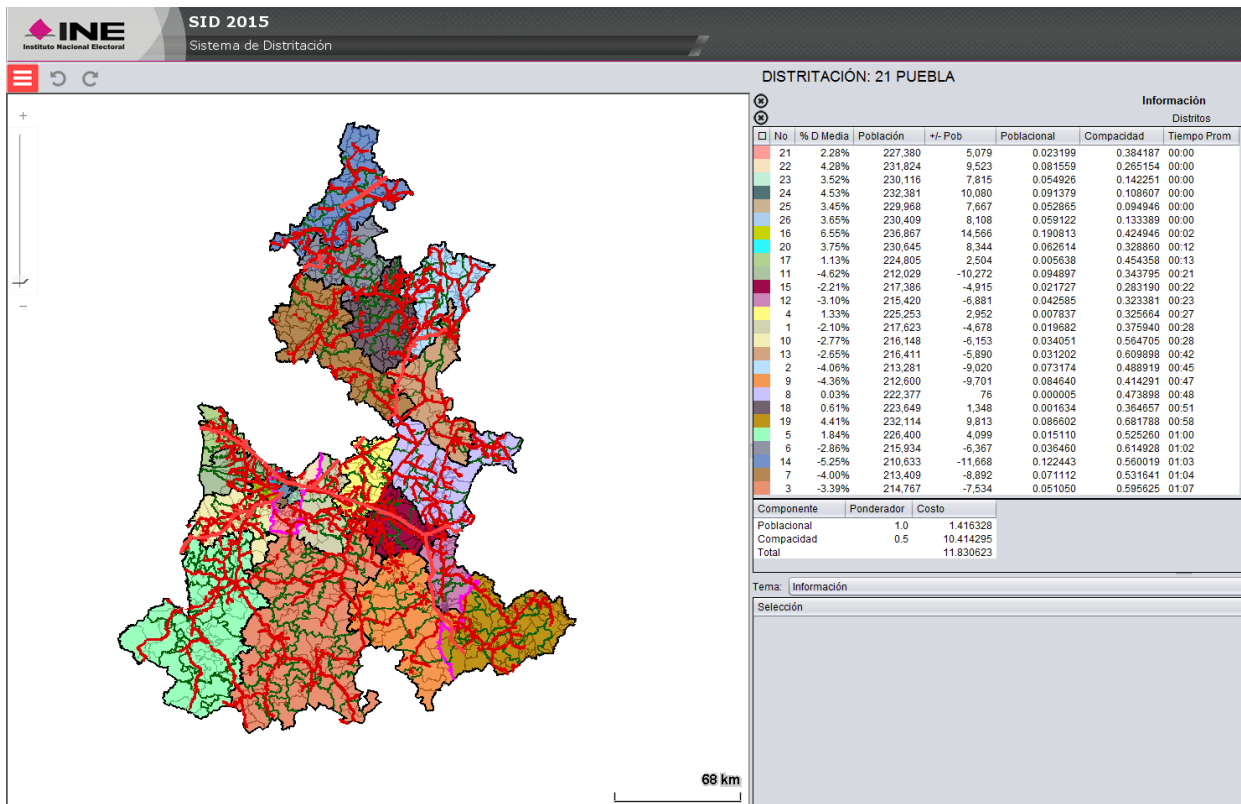 INE
Instituto Nacional Electoral
SID 2015
Sistema de Distritación
DISTRITACIÓN: 21 PUEBLA
Información
Distritos
No % D Media Población +/- Pob Poblacional Compacidad Tiempo Prom
21 2.28% 227,380 5,079 0.023199 0.384187 00:00
22 4.28% 231,824 9,523 0.081559 0.265154 00:00
23 3.52% 230,116 7,815 0.054926 0.142251 00:00
24 4.53% 232,381 10,080 0.091379 0.108607 00:00
25 3.45% 229,968 7,667 0.052865 0.094946 00:00
26 3.65% 230,409 8,108 0.059122 0.133389 00:00
16 6.55% 236,867 14,566 0.190813 0.424946 00:02
20 3.75% 230,645 8,344 0.062614 0.328860 00:12
17 1.13% 224,805 2,504 0.005638 0.454358 00:13
11 -4.62% 212,029 -10,272 0.094897 0.343795 00:21
15 -2.21% 217,386 -4,915 0.021727 0.283190 00:22
12 -3.10% 215,420 -6,881 0.042585 0.323381 00:23
4 1.33% 225,253 2,952 0.007837 0.325664 00:27
1 -2.10% 217,623 -4,678 0.019682 0.375940 00:28
10 -2.77% 216,148 -6,153 0.034051 0.564705 00:28
13 -2.65% 216,411 -5,890 0.031202 0.609898 00:42
2 -4.06% 213,281 -9,020 0.073174 0.488919 00:45
9 -4.36% 212,600 -9,701 0.084640 0.414291 00:47
8 0.03% 222,377 76 0.000005 0.473898 00:48
18 0.61% 223,649 1,348 0.001634 0.364657 00:51
19 4.41% 232,114 9,813 0.086602 0.681788 00:58
5 1.84% 226,400 4,099 0.015110 0.525260 01:00
6 -2.86% 215,934 -6,367 0.036460 0.614928 01:02
14 -5.25% 210,633 -11,668 0.122443 0.560019 01:03
7 -4.00% 213,409 -8,892 0.071112 0.531641 01:04
3 -3.39% 214,767 -7,534 0.051050 0.595625 01:07
Componente Ponderador Costo
Poblacional 1.0 1.416328
Compacidad 0.5 10.414295
Total 11.830623
Tema: Información
Selección
68 km